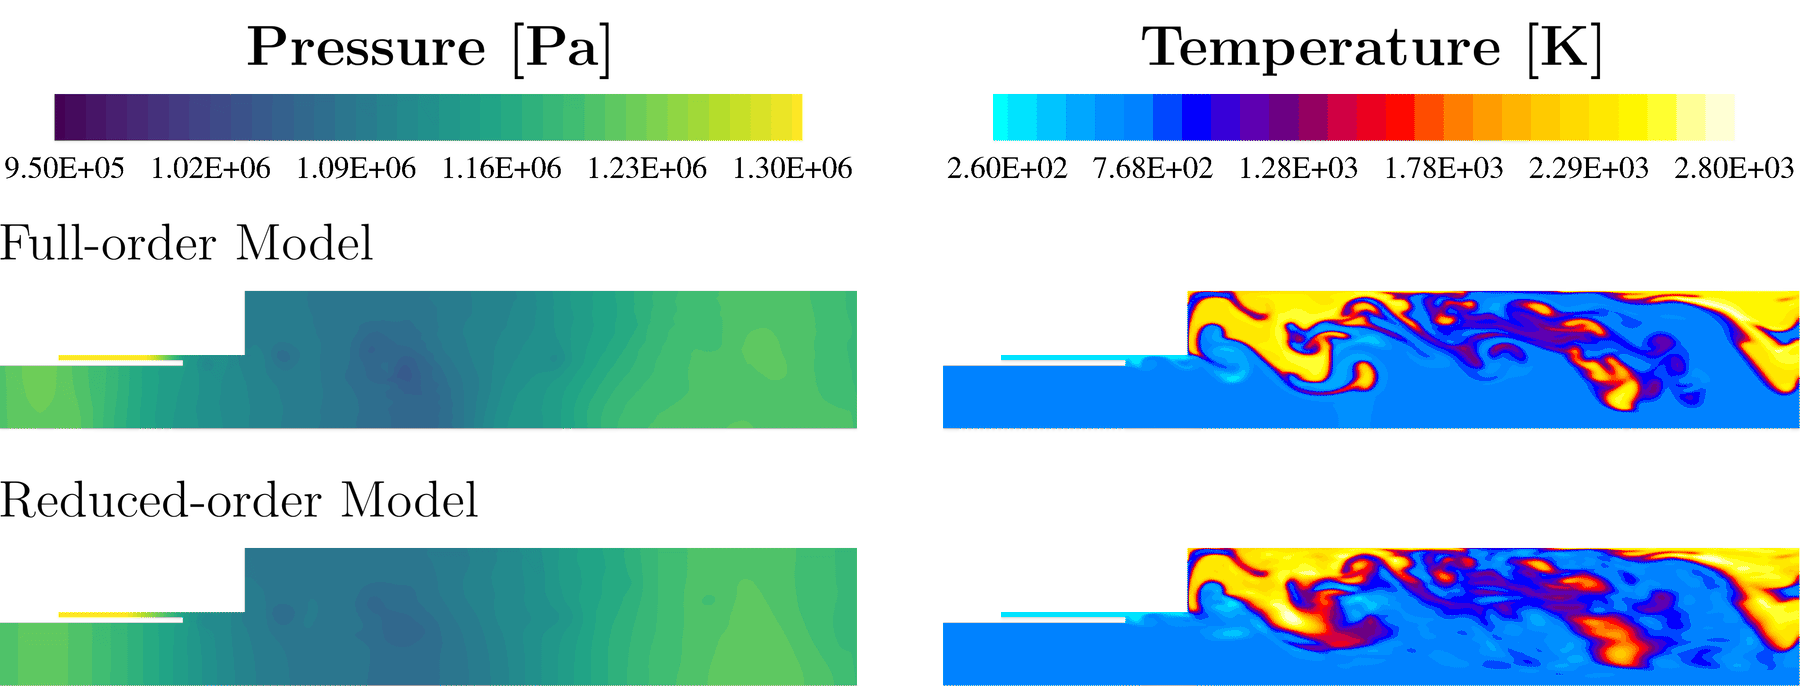 Pressure [Pa]
Temperature [K]
9.50E+05 1.02E+06 1.09E+06 1.16E+06 1.23E+06 1.30E+06
2.60E+02 7.68E+02 1.28E+03 1.78E+03 2.29E+03 2.80E+03
Full-order Model
Reduced-order Model